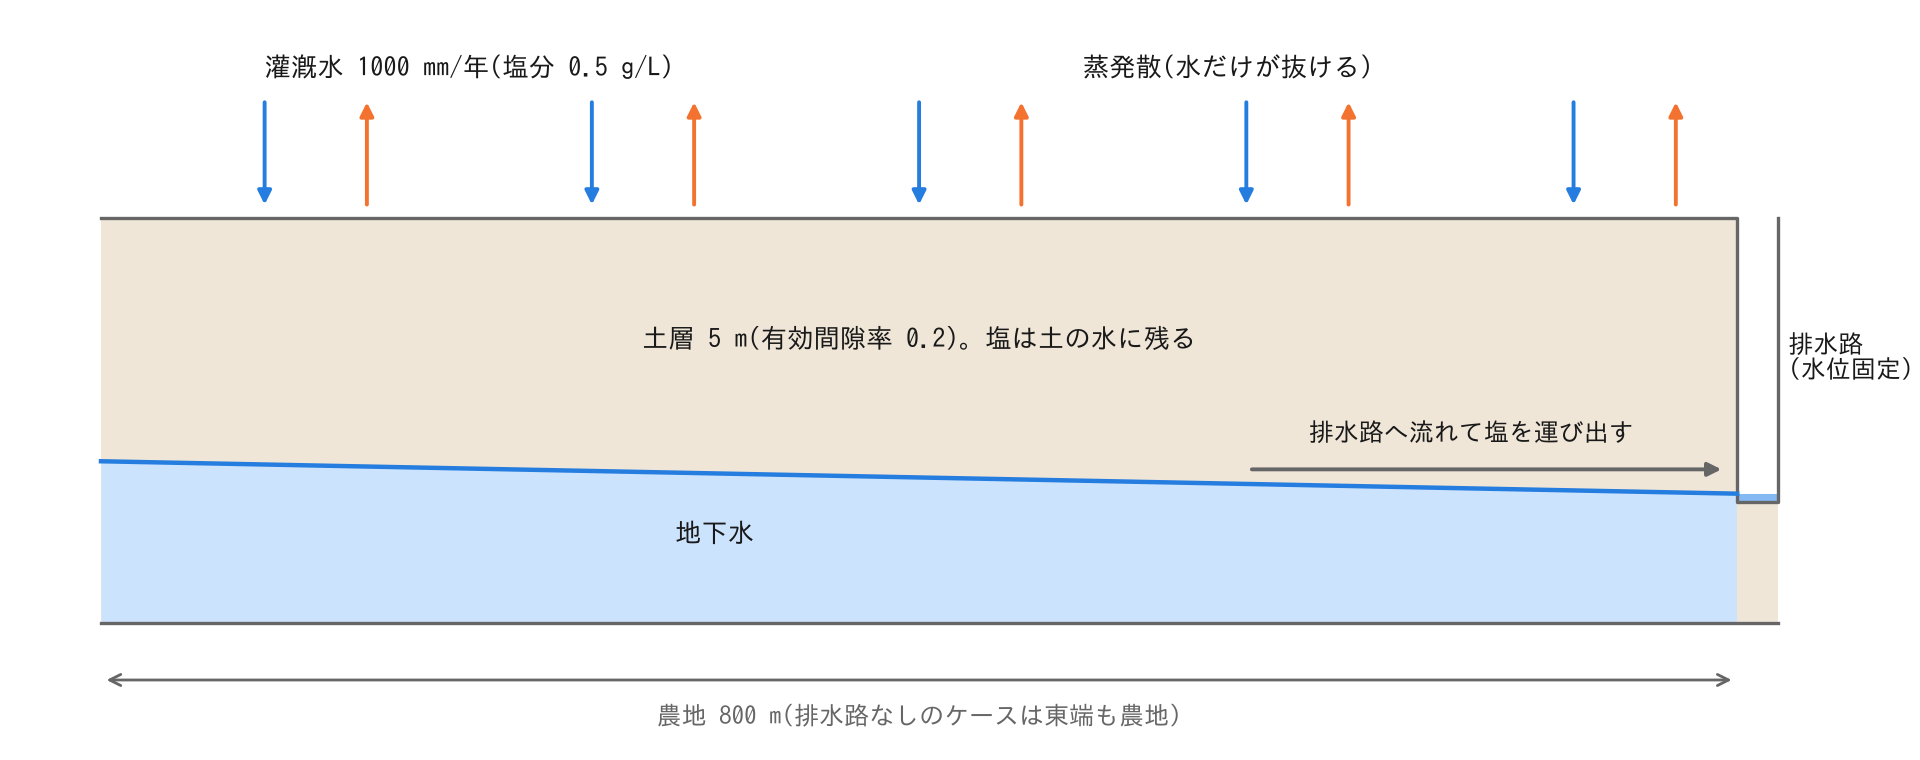 灌漑水 1000 mm/年(塩分 0.5 g/L)
蒸発散(水だけが抜ける)
土層 5 m(有効間隙率 0.2)。塩は土の水に残る
排水路
(水位固定)
排水路へ流れて塩を運び出す
地下水
農地 800 m(排水路なしのケースは東端も農地)